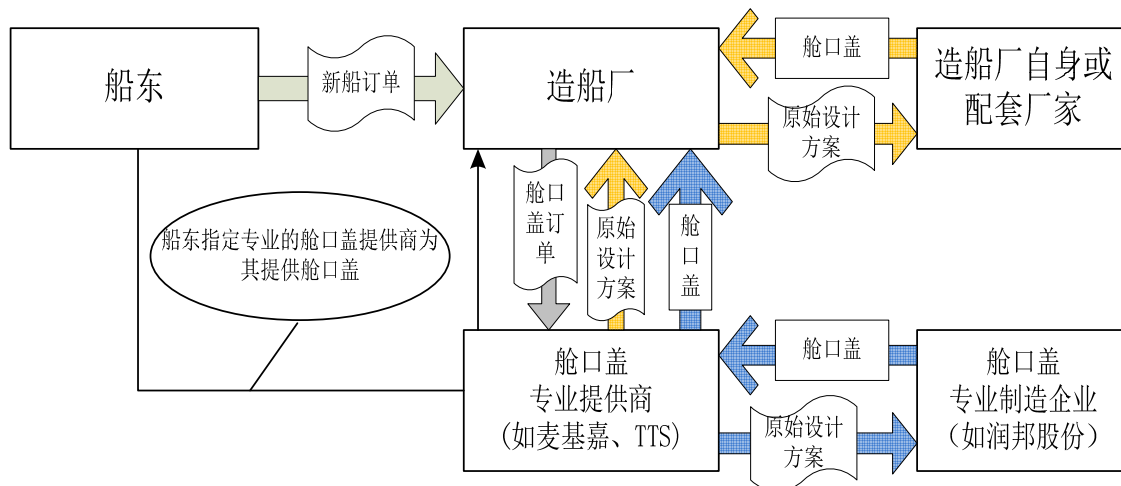 船东
新船订单
造船厂
舱口盖
造船厂自身或
配套厂家
原始设计
方案
舱口
盖订
单
原始
设计
方案
舱
口
盖
船东指定专业的舱口盖提供商为
其提供舱口盖
舱口盖
专业提供商
(如麦基嘉、TTS)
舱口盖
原始设计
方案
舱口盖
专业制造企业
（如润邦股份）